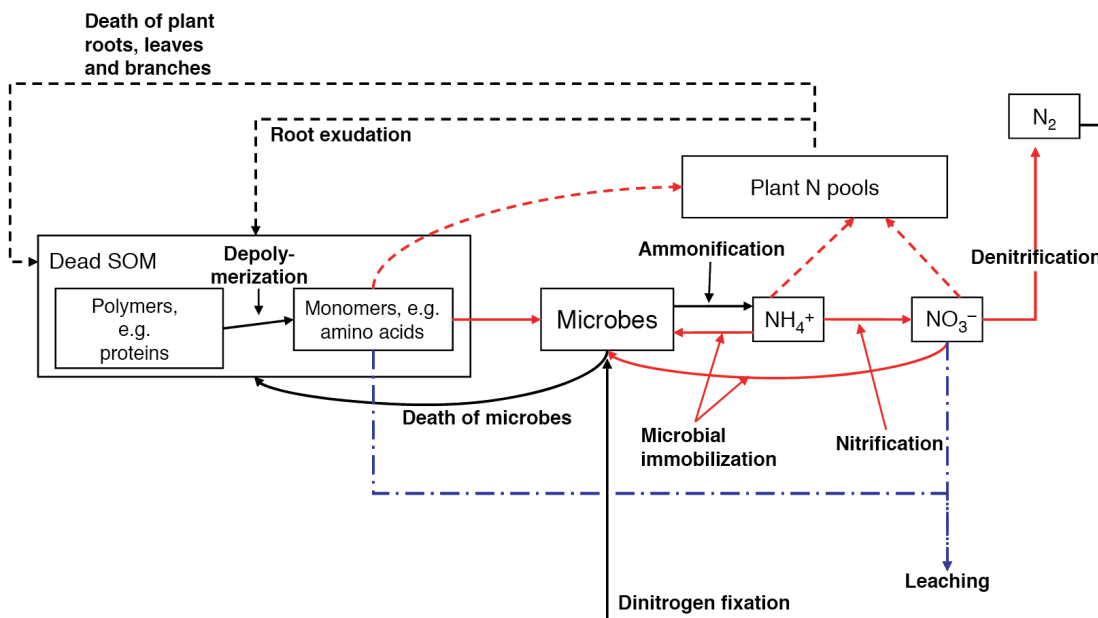 Death of plant
roots, leaves
and branches
Root exudation
N₂
Plant N pools
Dead SOM
Depoly-
merization
Ammonification
Denitrification
Polymers,
e.g.
proteins
Monomers, e.g.
amino acids
Microbes
NH₄⁺
NO₃⁻
Death of microbes
Microbial
immobilization
Nitrification
Leaching
Dinitrogen fixation